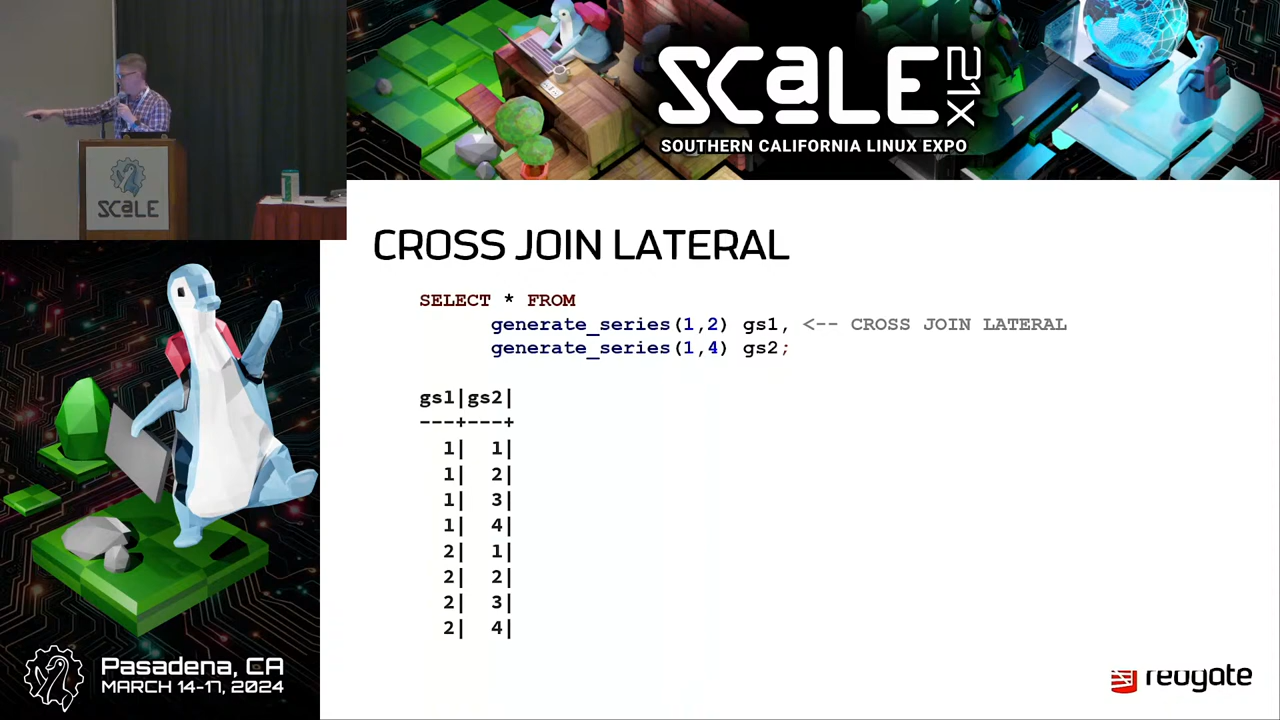 SCaLE 21X
SOUTHERN CALIFORNIA LINUX EXPO
SCaLE
CROSS JOIN LATERAL
SELECT * FROM
generate_series(1,2) gs1, <-- CROSS JOIN LATERAL
generate_series(1,4) gs2;
gs1|gs2|
---+---+
1| 1|
1| 2|
1| 3|
1| 4|
2| 1|
2| 2|
2| 3|
2| 4|
Pasadena, CA
MARCH 14-17, 2024
redgate